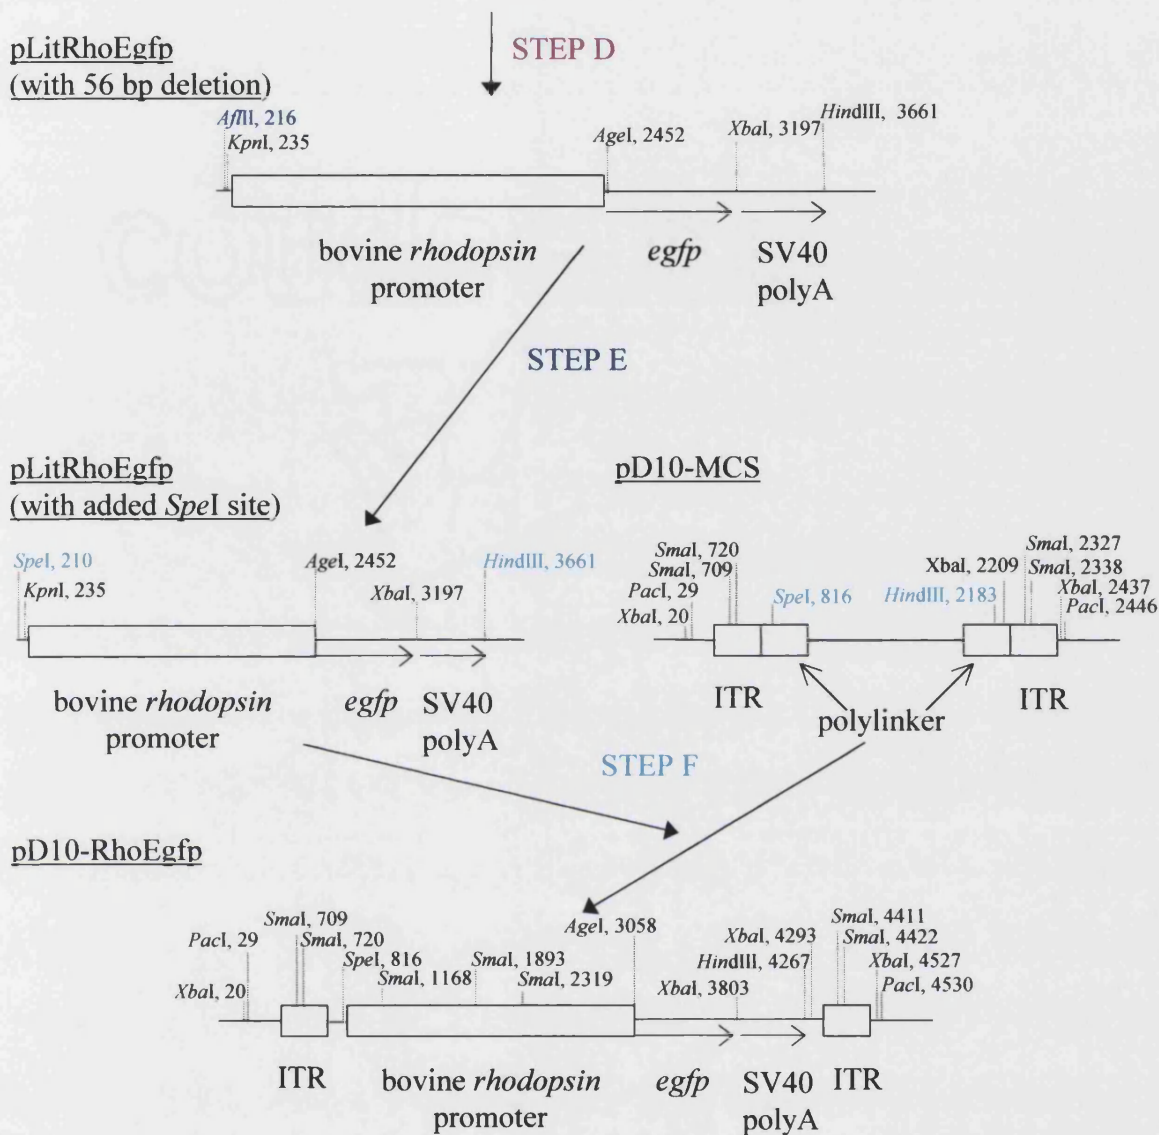 STEP D
pLitRhoEgfp
(with 56 bp deletion)
AflII, 216
KpnI, 235
AgeI, 2452
XbaI, 3197
HindIII, 3661
bovine rhodopsin
promoter
egfp
SV40
polyA
STEP E
pLitRhoEgfp
(with added SpeI site)
SpeI, 210
KpnI, 235
AgeI, 2452
XbaI, 3197
HindIII, 3661
bovine rhodopsin
promoter
egfp
SV40
polyA
pD10-MCS
SmaI, 720
SmaI, 709
PacI, 29
XbaI, 20
SpeI, 816
HindIII, 2183
XbaI, 2209
SmaI, 2327
SmaI, 2338
XbaI, 2437
PacI, 2446
ITR
polylinker
ITR
STEP F
pD10-RhoEgfp
SmaI, 709
PacI, 29
SmaI, 720
XbaI, 20
SpeI, 816
SmaI, 1168
SmaI, 1893
SmaI, 2319
AgeI, 3058
XbaI, 4293
HindIII, 4267
XbaI, 3803
SmaI, 4411
SmaI, 4422
XbaI, 4527
PacI, 4530
ITR
bovine rhodopsin
promoter
egfp
SV40
polyA
ITR